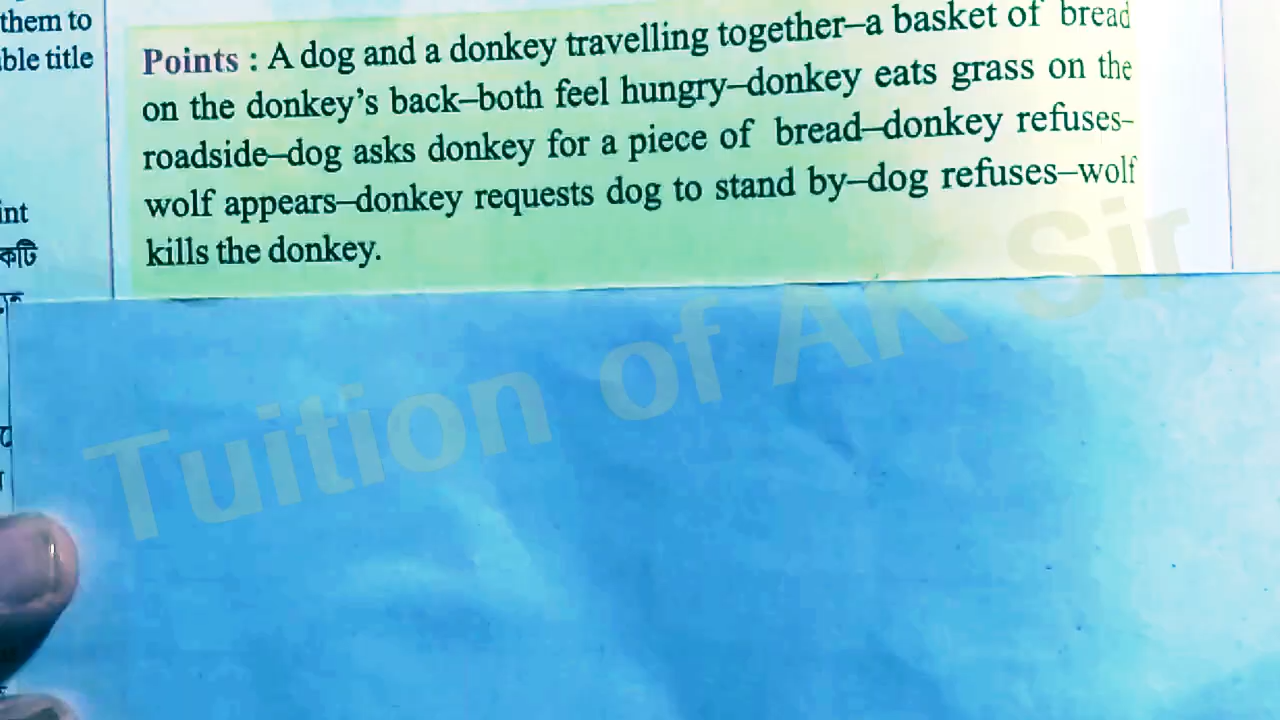 them to
ble title
Points : A dog and a donkey travelling together–a basket of bread
on the donkey's back–both feel hungry–donkey eats grass on the
roadside–dog asks donkey for a piece of bread–donkey refuses-
wolf appears–donkey requests dog to stand by–dog refuses–wolf
kills the donkey.
int
কটি
Tuition of AK Sir